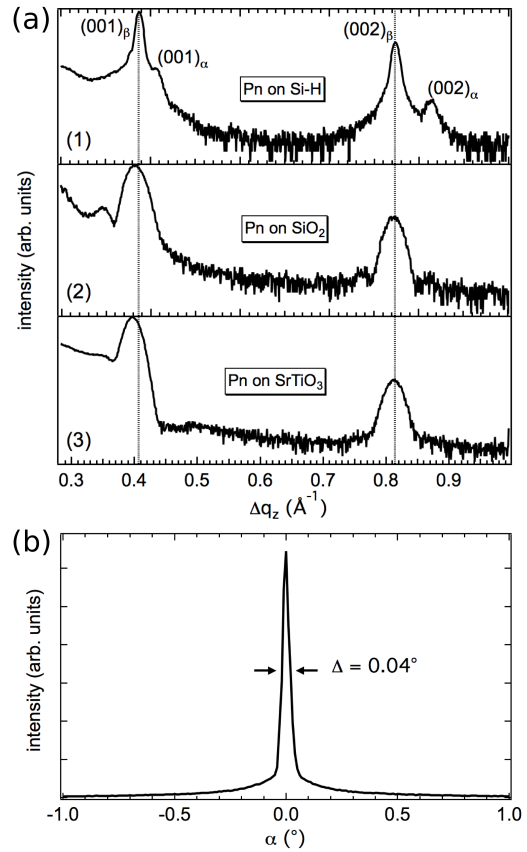 (a)
(001)β
(001)α
(002)β
(002)α
Pn on Si-H
(1)
Pn on SiO2
(2)
Pn on SrTiO3
(3)
intensity (arb. units)
0.3 0.4 0.5 0.6 0.7 0.8 0.9
Δqz (Å-1)
(b)
intensity (arb. units)
Δ = 0.04°
-1.0 -0.5 0.0 0.5 1.0
α (°)